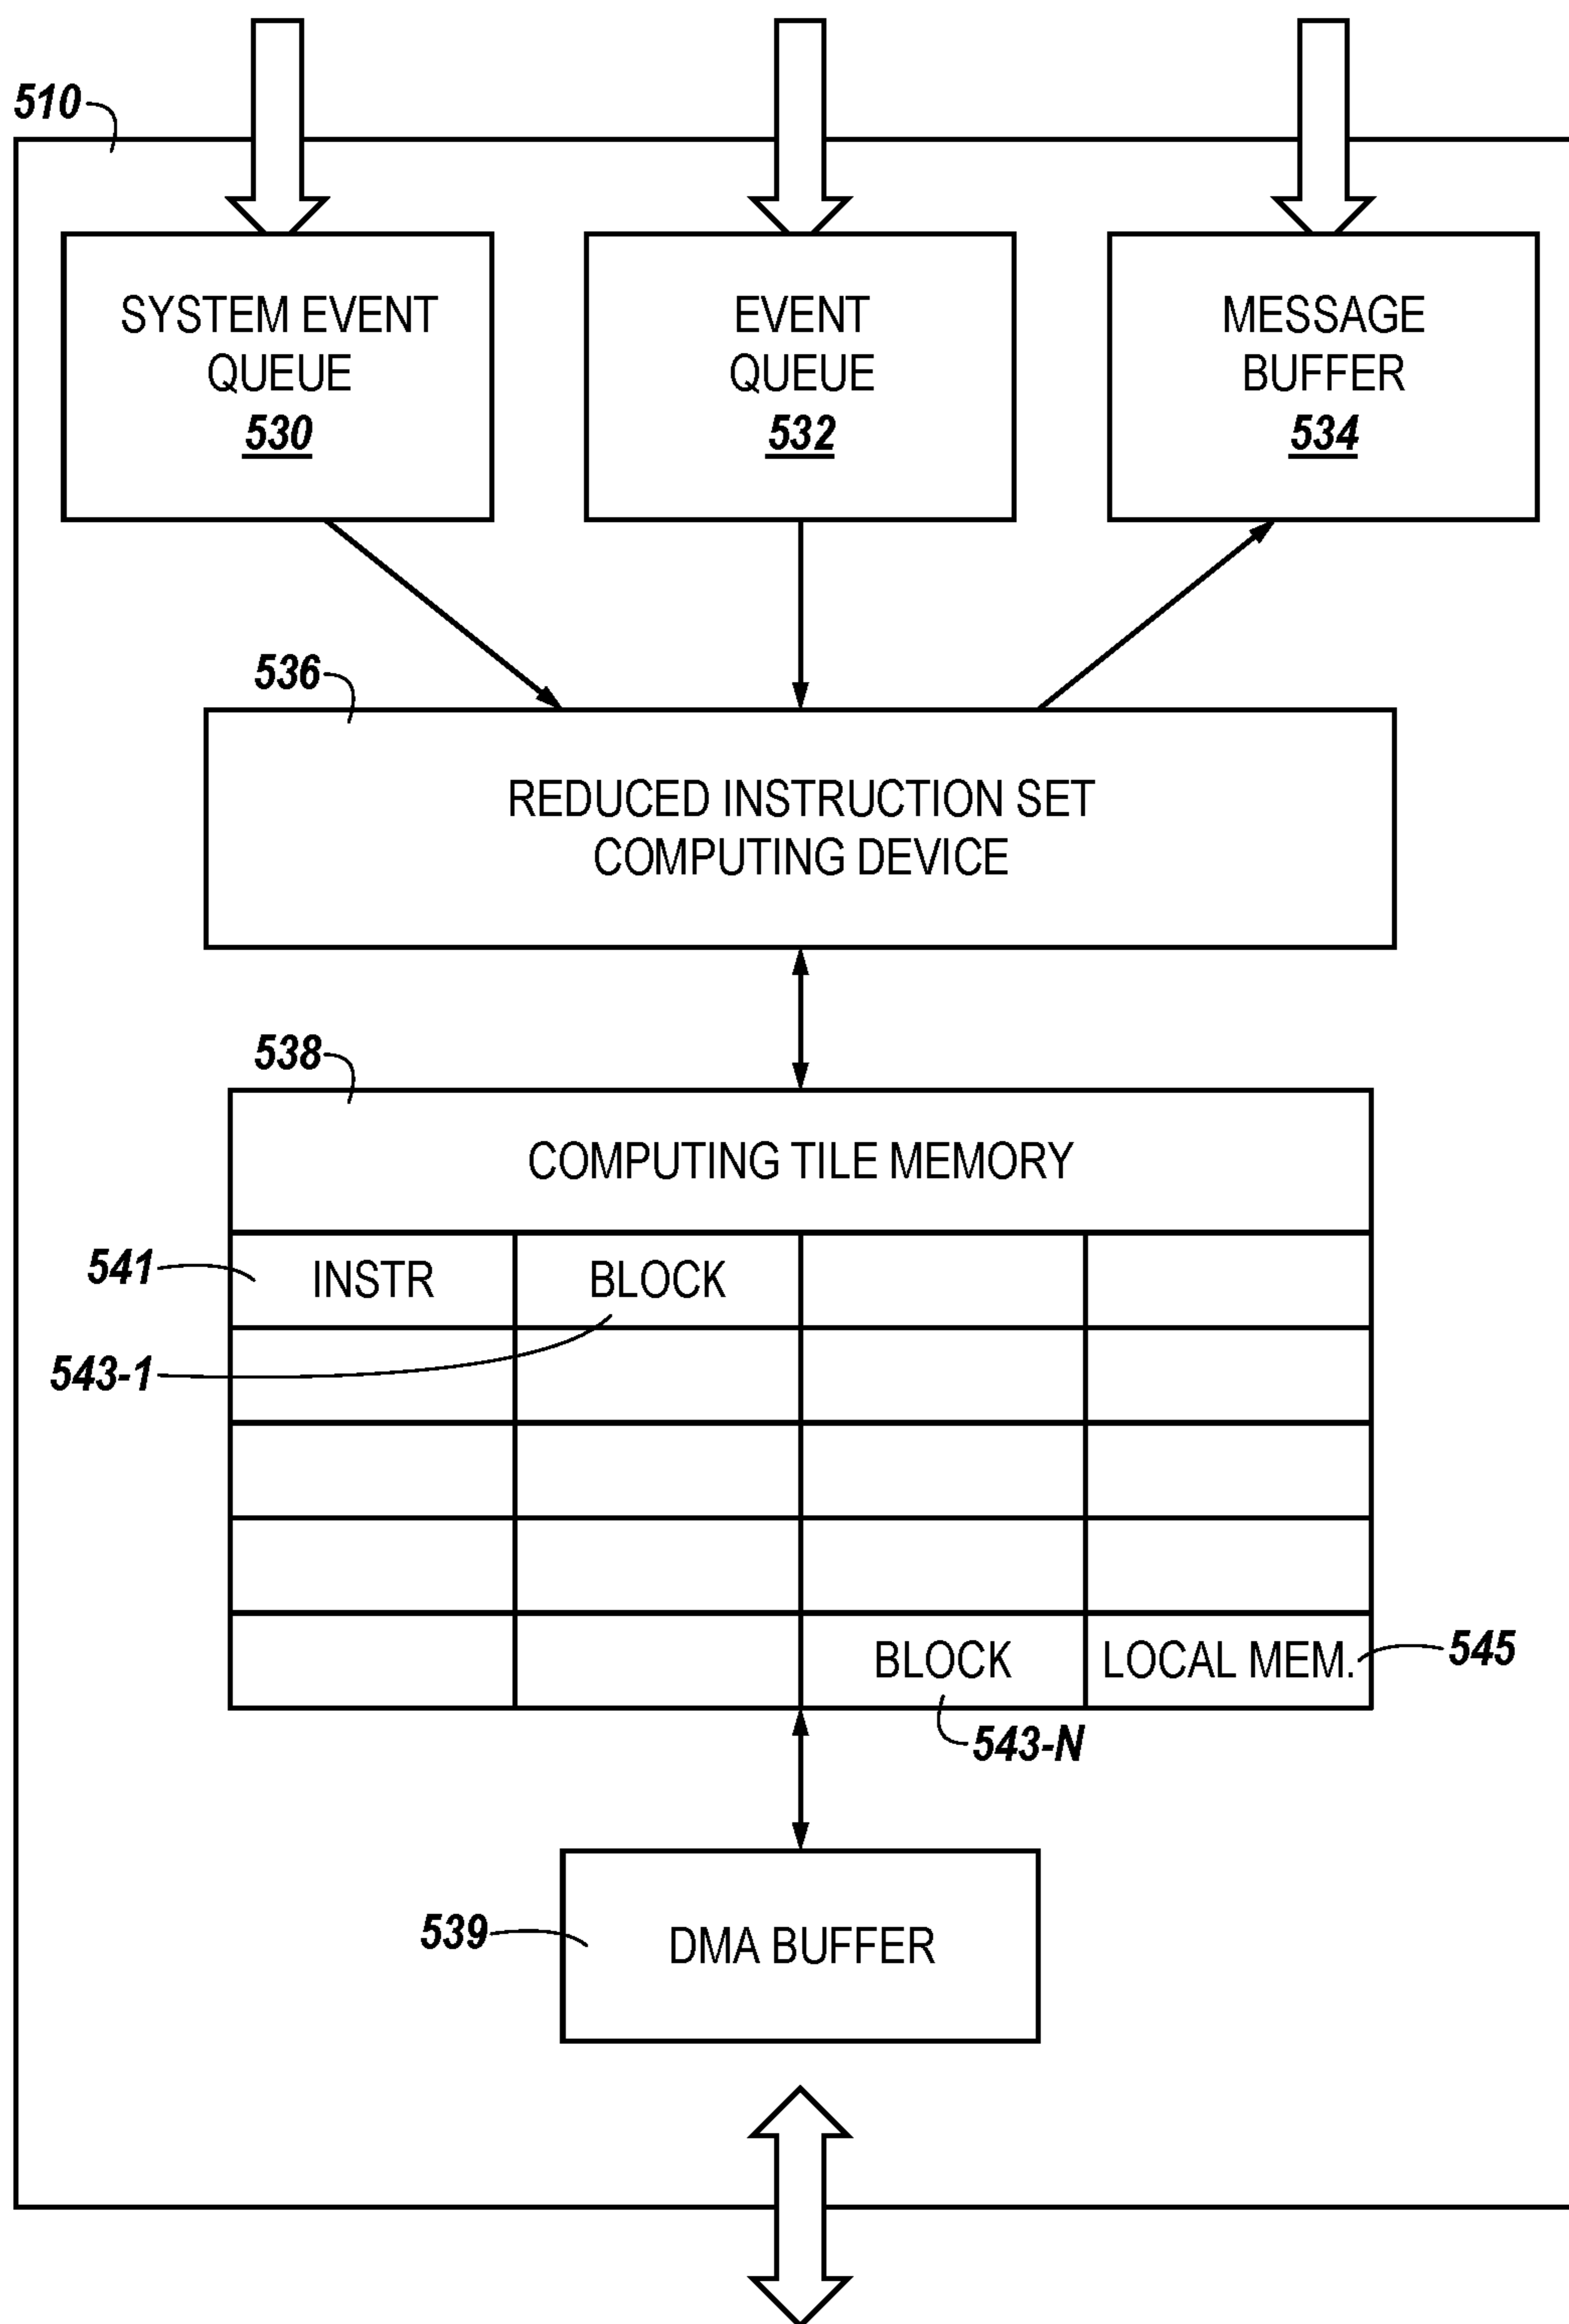 510
SYSTEM EVENT
QUEUE
530
EVENT
QUEUE
532
MESSAGE
BUFFER
534
536
REDUCED INSTRUCTION SET
COMPUTING DEVICE
538
COMPUTING TILE MEMORY
541
INSTR
BLOCK
543-1
BLOCK
LOCAL MEM.
545
543-N
539
DMA BUFFER